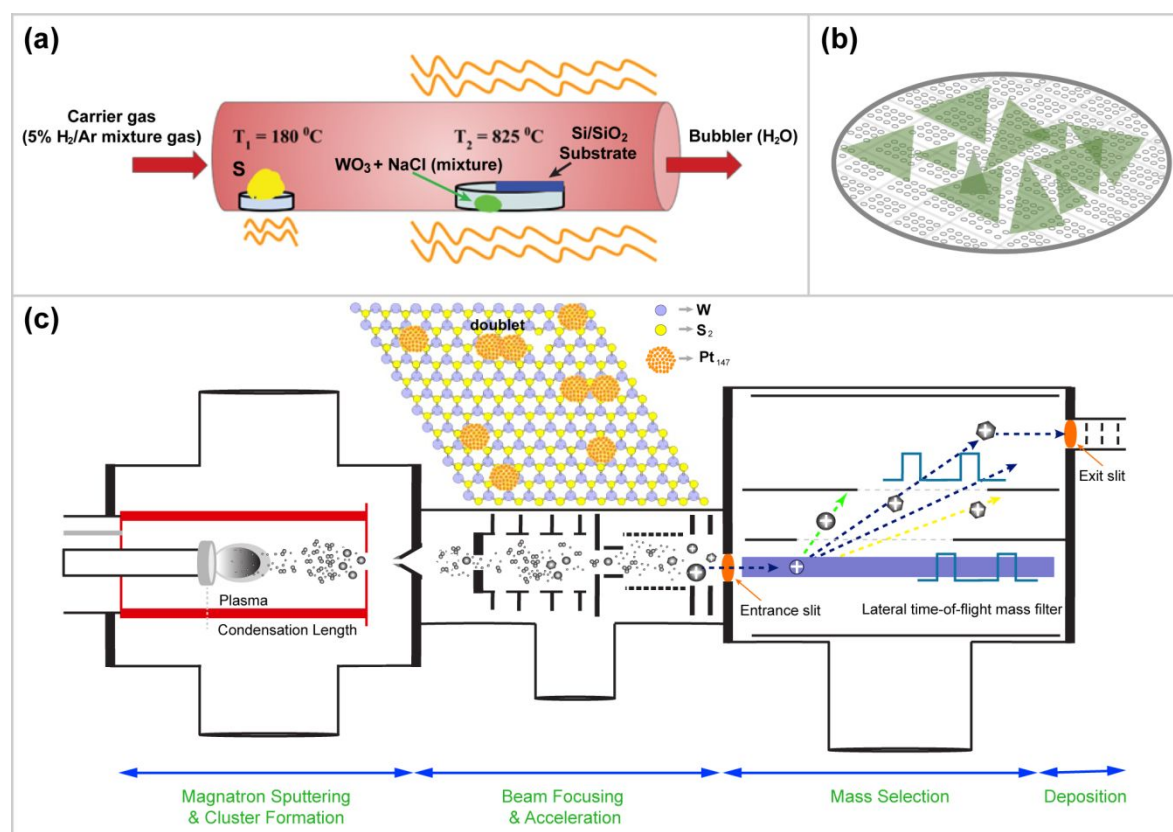 (a)
Carrier gas
(5% H₂/Ar mixture gas)
T₁ = 180 ⁰C
S
T₂ = 825 ⁰C
WO₃ + NaCl (mixture)
Si/SiO₂
Substrate
Bubbler (H₂O)
(b)
(c)
doublet
W
S₂
Pt₁₄₇
Plasma
Condensation Length
Entrance slit
Lateral time-of-flight mass filter
Exit slit
Magnatron Sputtering
& Cluster Formation
Beam Focusing
& Acceleration
Mass Selection
Deposition